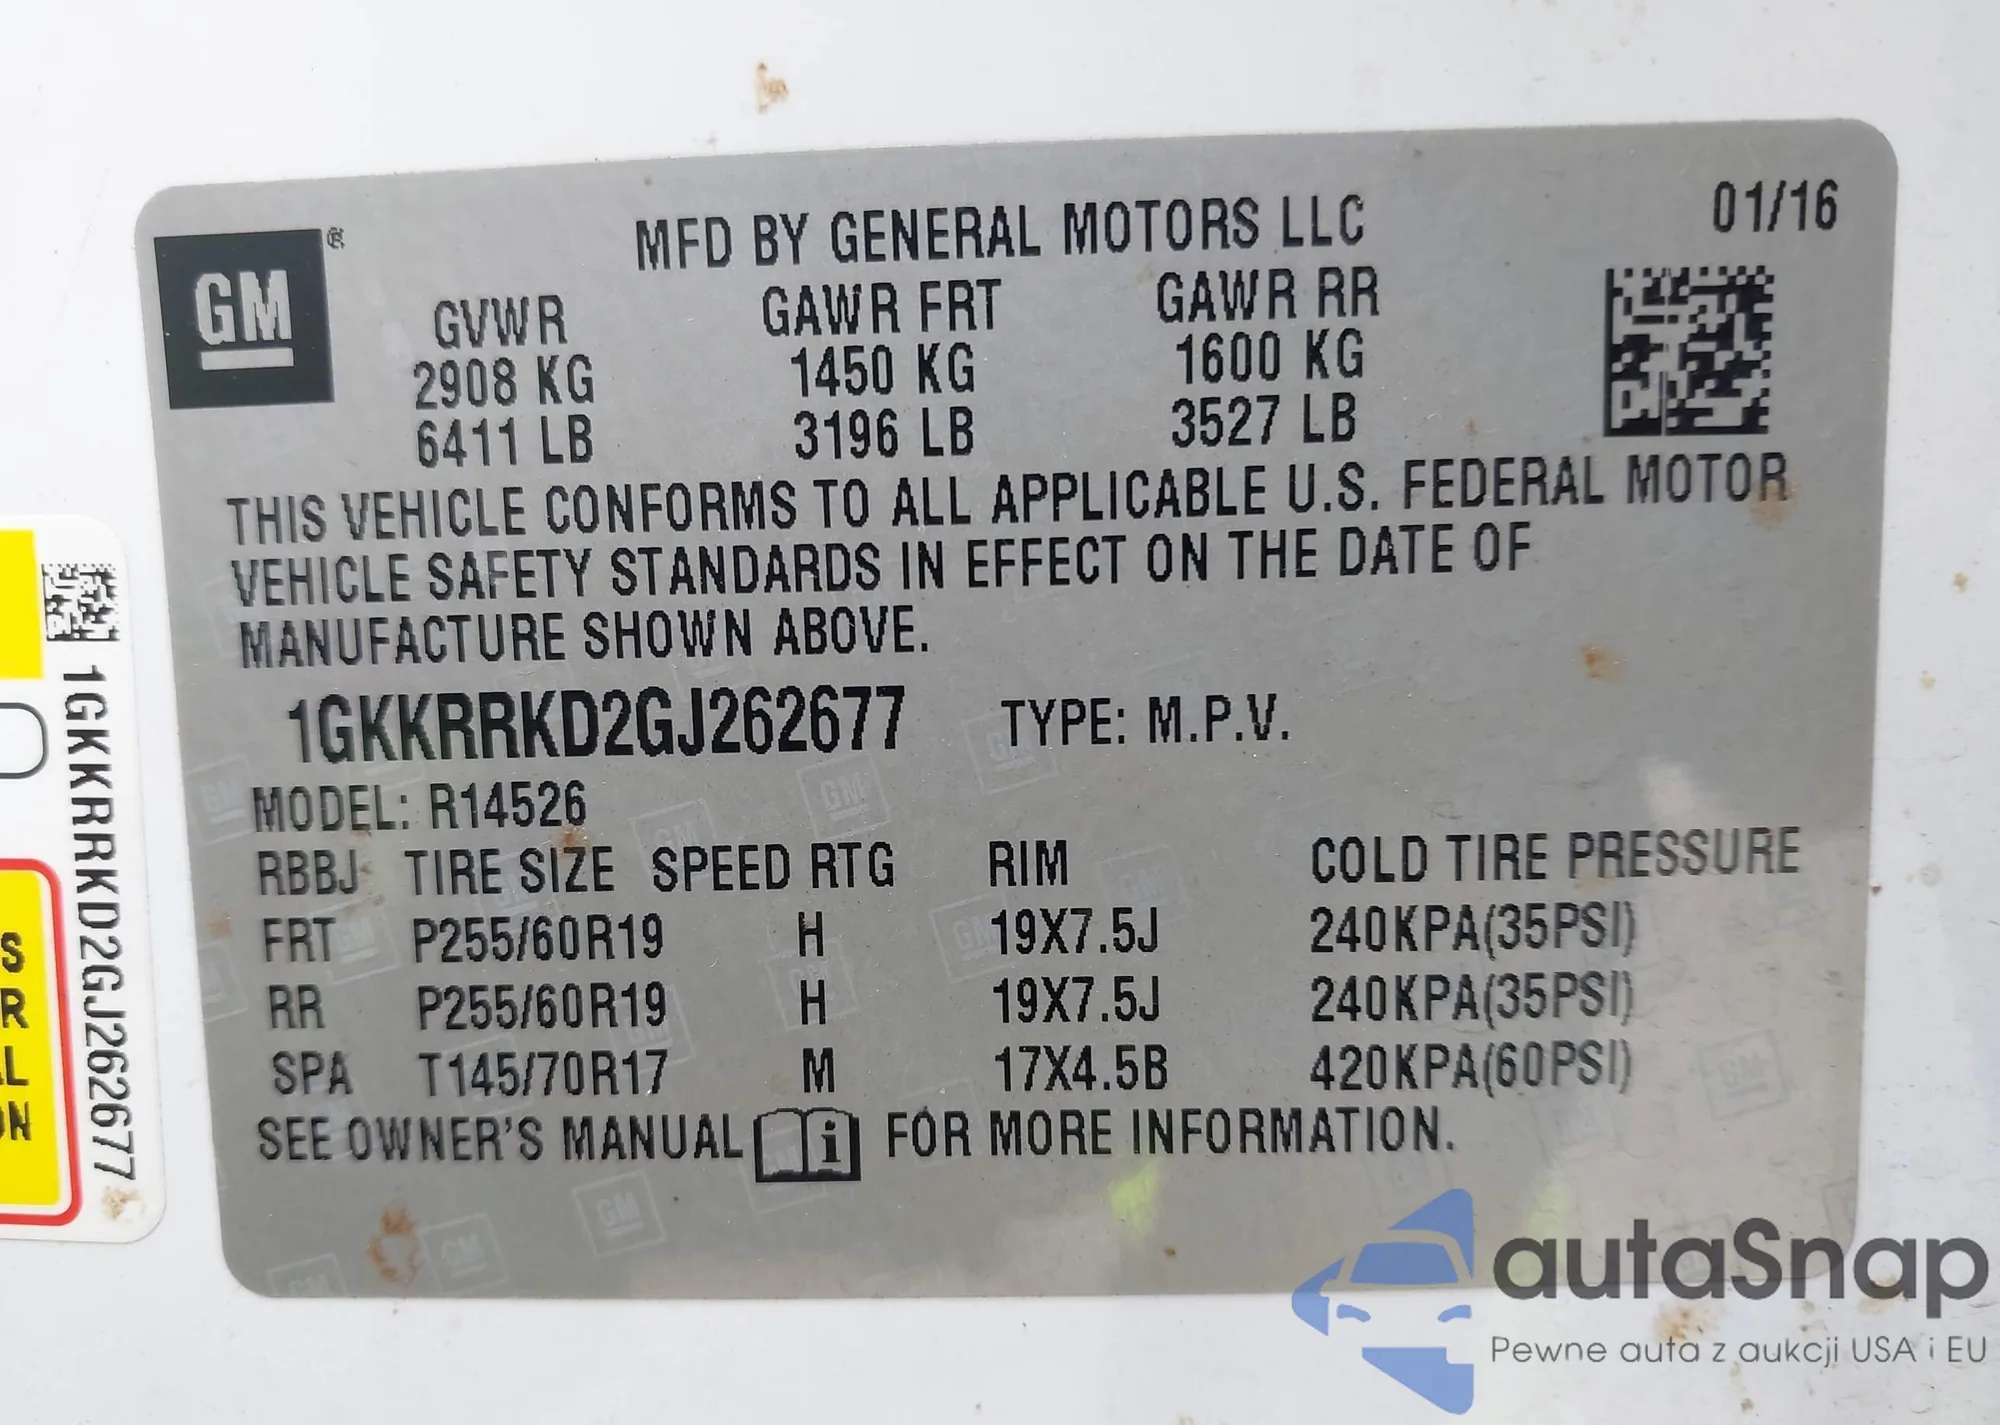 GM®
MFD BY GENERAL MOTORS LLC 01/16
GVWR GAWR FRT GAWR RR
2908 KG 1450 KG 1600 KG
6411 LB 3196 LB 3527 LB
THIS VEHICLE CONFORMS TO ALL APPLICABLE U.S. FEDERAL MOTOR
VEHICLE SAFETY STANDARDS IN EFFECT ON THE DATE OF
MANUFACTURE SHOWN ABOVE.
1GKKRRKD2GJ262677 TYPE: M.P.V.
MODEL: R14526
RBBJ TIRE SIZE SPEED RTG RIM COLD TIRE PRESSURE
FRT P255/60R19 H 19X7.5J 240KPA(35PSI)
RR P255/60R19 H 19X7.5J 240KPA(35PSI)
SPA T145/70R17 M 17X4.5B 420KPA(60PSI)
SEE OWNER'S MANUAL i FOR MORE INFORMATION.
1GKKRRKD2GJ262677
S
R
L
ON
autaSnap
Pewne auta z aukcji USA i EU